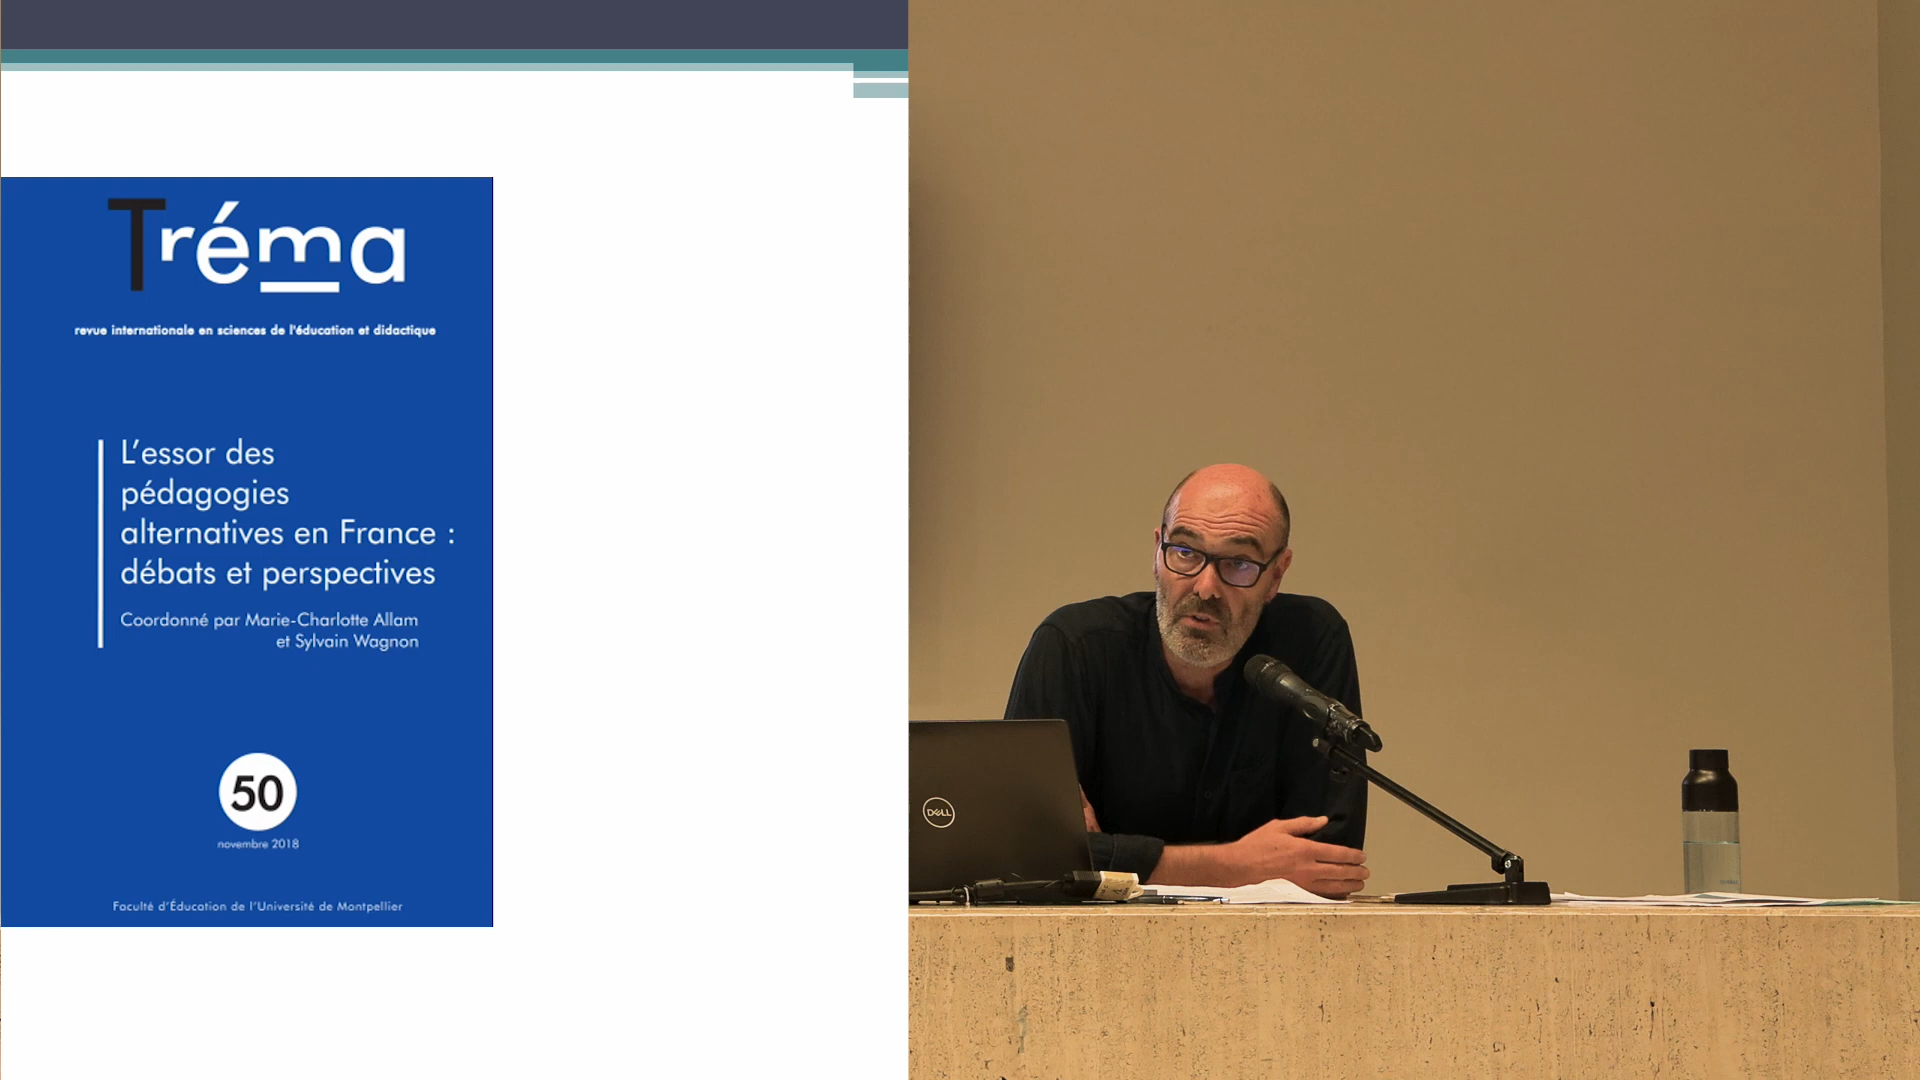 Tréma
revue internationale en sciences de l'éducation et didactique
L'essor des
pédagogies
alternatives en France :
débats et perspectives
Coordonné par Marie-Charlotte Allam
et Sylvain Wagnon
50
novembre 2018
Faculté d'Éducation de l'Université de Montpellier
DELL